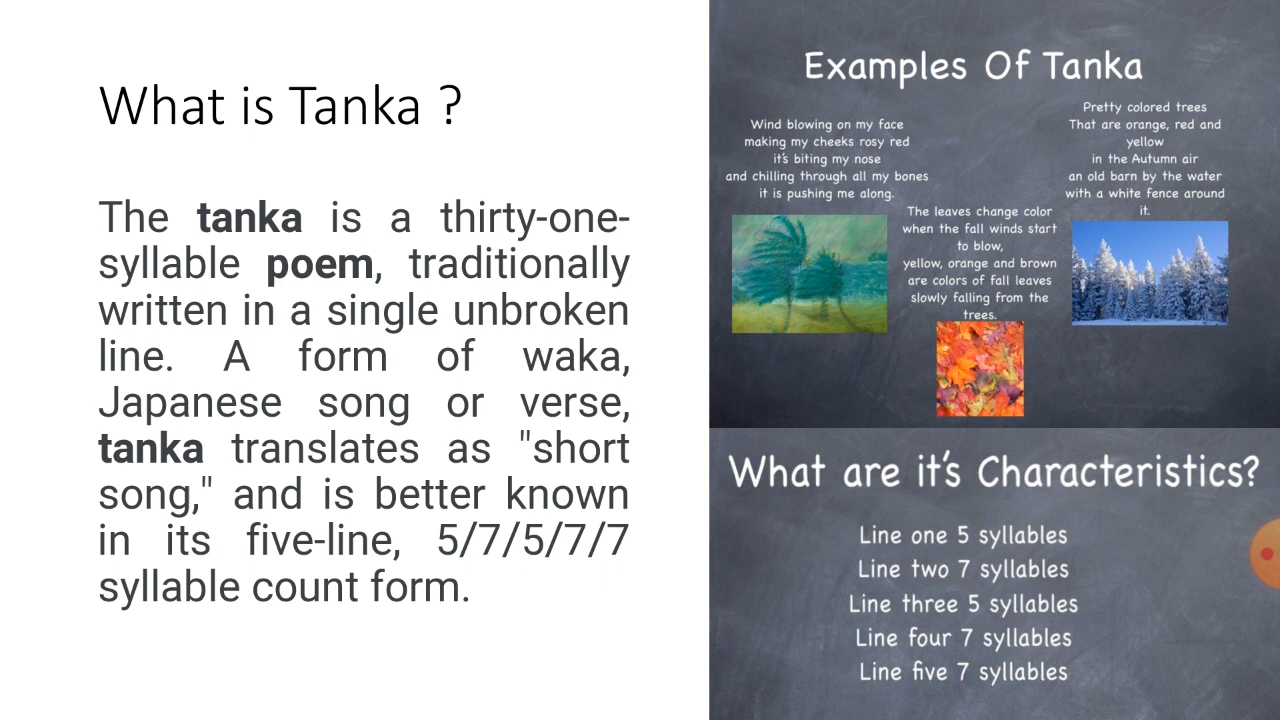 What is Tanka ?
The tanka is a thirty-one-
syllable poem, traditionally
written in a single unbroken
line. A form of waka,
Japanese song or verse,
tanka translates as "short
song," and is better known
in its five-line, 5/7/5/7/7
syllable count form.
Examples Of Tanka
Wind blowing on my face
making my cheeks rosy red
it's biting my nose
and chilling through all my bones
it is pushing me along.
The leaves change color
when the fall winds start
to blow,
yellow, orange and brown
are colors of fall leaves
slowly falling from the
trees.
Pretty colored trees
That are orange, red and
yellow
in the Autumn air
an old barn by the water
with a white fence around
it.
What are it's Characteristics?
Line one 5 syllables
Line two 7 syllables
Line three 5 syllables
Line four 7 syllables
Line five 7 syllables